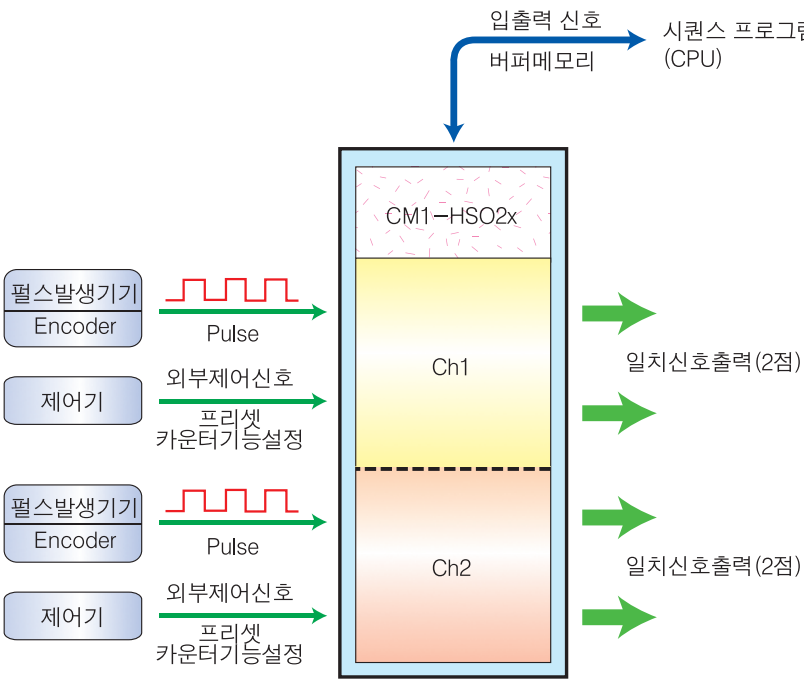 입출력 신호
버퍼메모리
시퀀스 프로그램
(CPU)
CM1-HSO2x
펄스발생기기
Encoder
Pulse
제어기
외부제어신호
프리셋
카운터기능설정
Ch1
일치신호출력(2점)
펄스발생기기
Encoder
Pulse
제어기
외부제어신호
프리셋
카운터기능설정
Ch2
일치신호출력(2점)